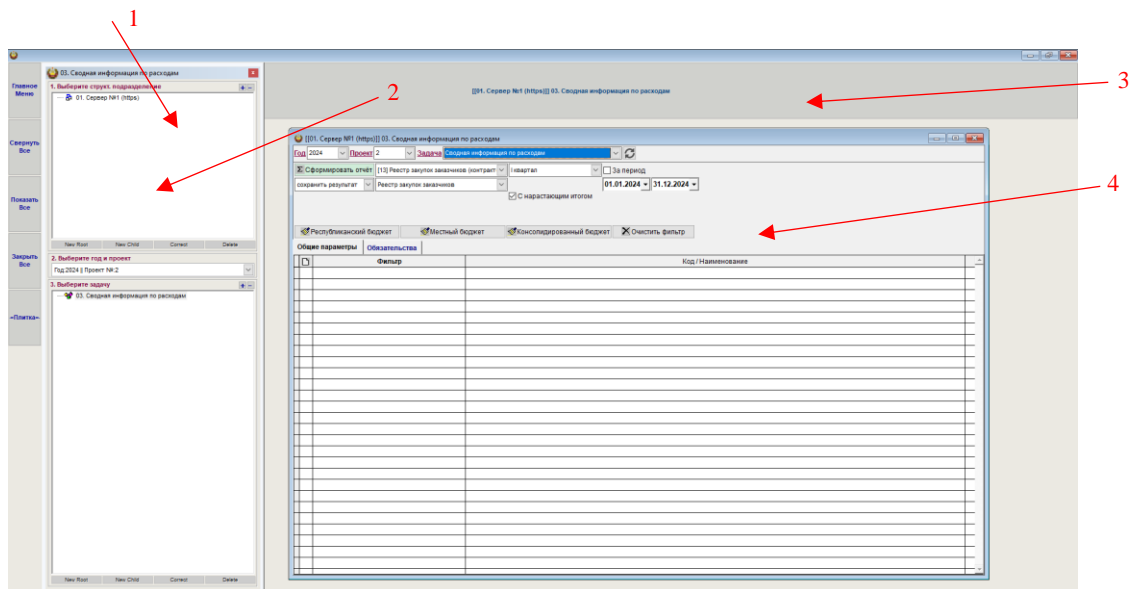 1
2
3
4
03. Сводная информация по расходам
Главное
Меню
Свернуть
Все
Показать
Все
Закрыть
Все
«Плитка»
1. Выберите структ. подразделение
+ -
01. Сервер №1 (https)
New Root New Child Correct Delete
2. Выберите год и проект
Год:2024 || Проект №:2
3. Выберите задачу
+ -
03. Сводная информация по расходам
New Root New Child Correct Delete
[[01. Сервер №1 (https)]] 03. Сводная информация по расходам
[[01. Сервер №1 (https)]] 03. Сводная информация по расходам
Год 2024 Проект 2 Задача Сводная информация по расходам
Σ Сформировать отчёт [13] Реестр закупок заказчиков (контракт I квартал За период
сохранить результат Реестр закупок заказчиков 01.01.2024 31.12.2024
С нарастающим итогом
Республиканский бюджет Местный бюджет Консолидированный бюджет Очистить фильтр
Общие параметры Обязательства
Фильтр Код / Наименование